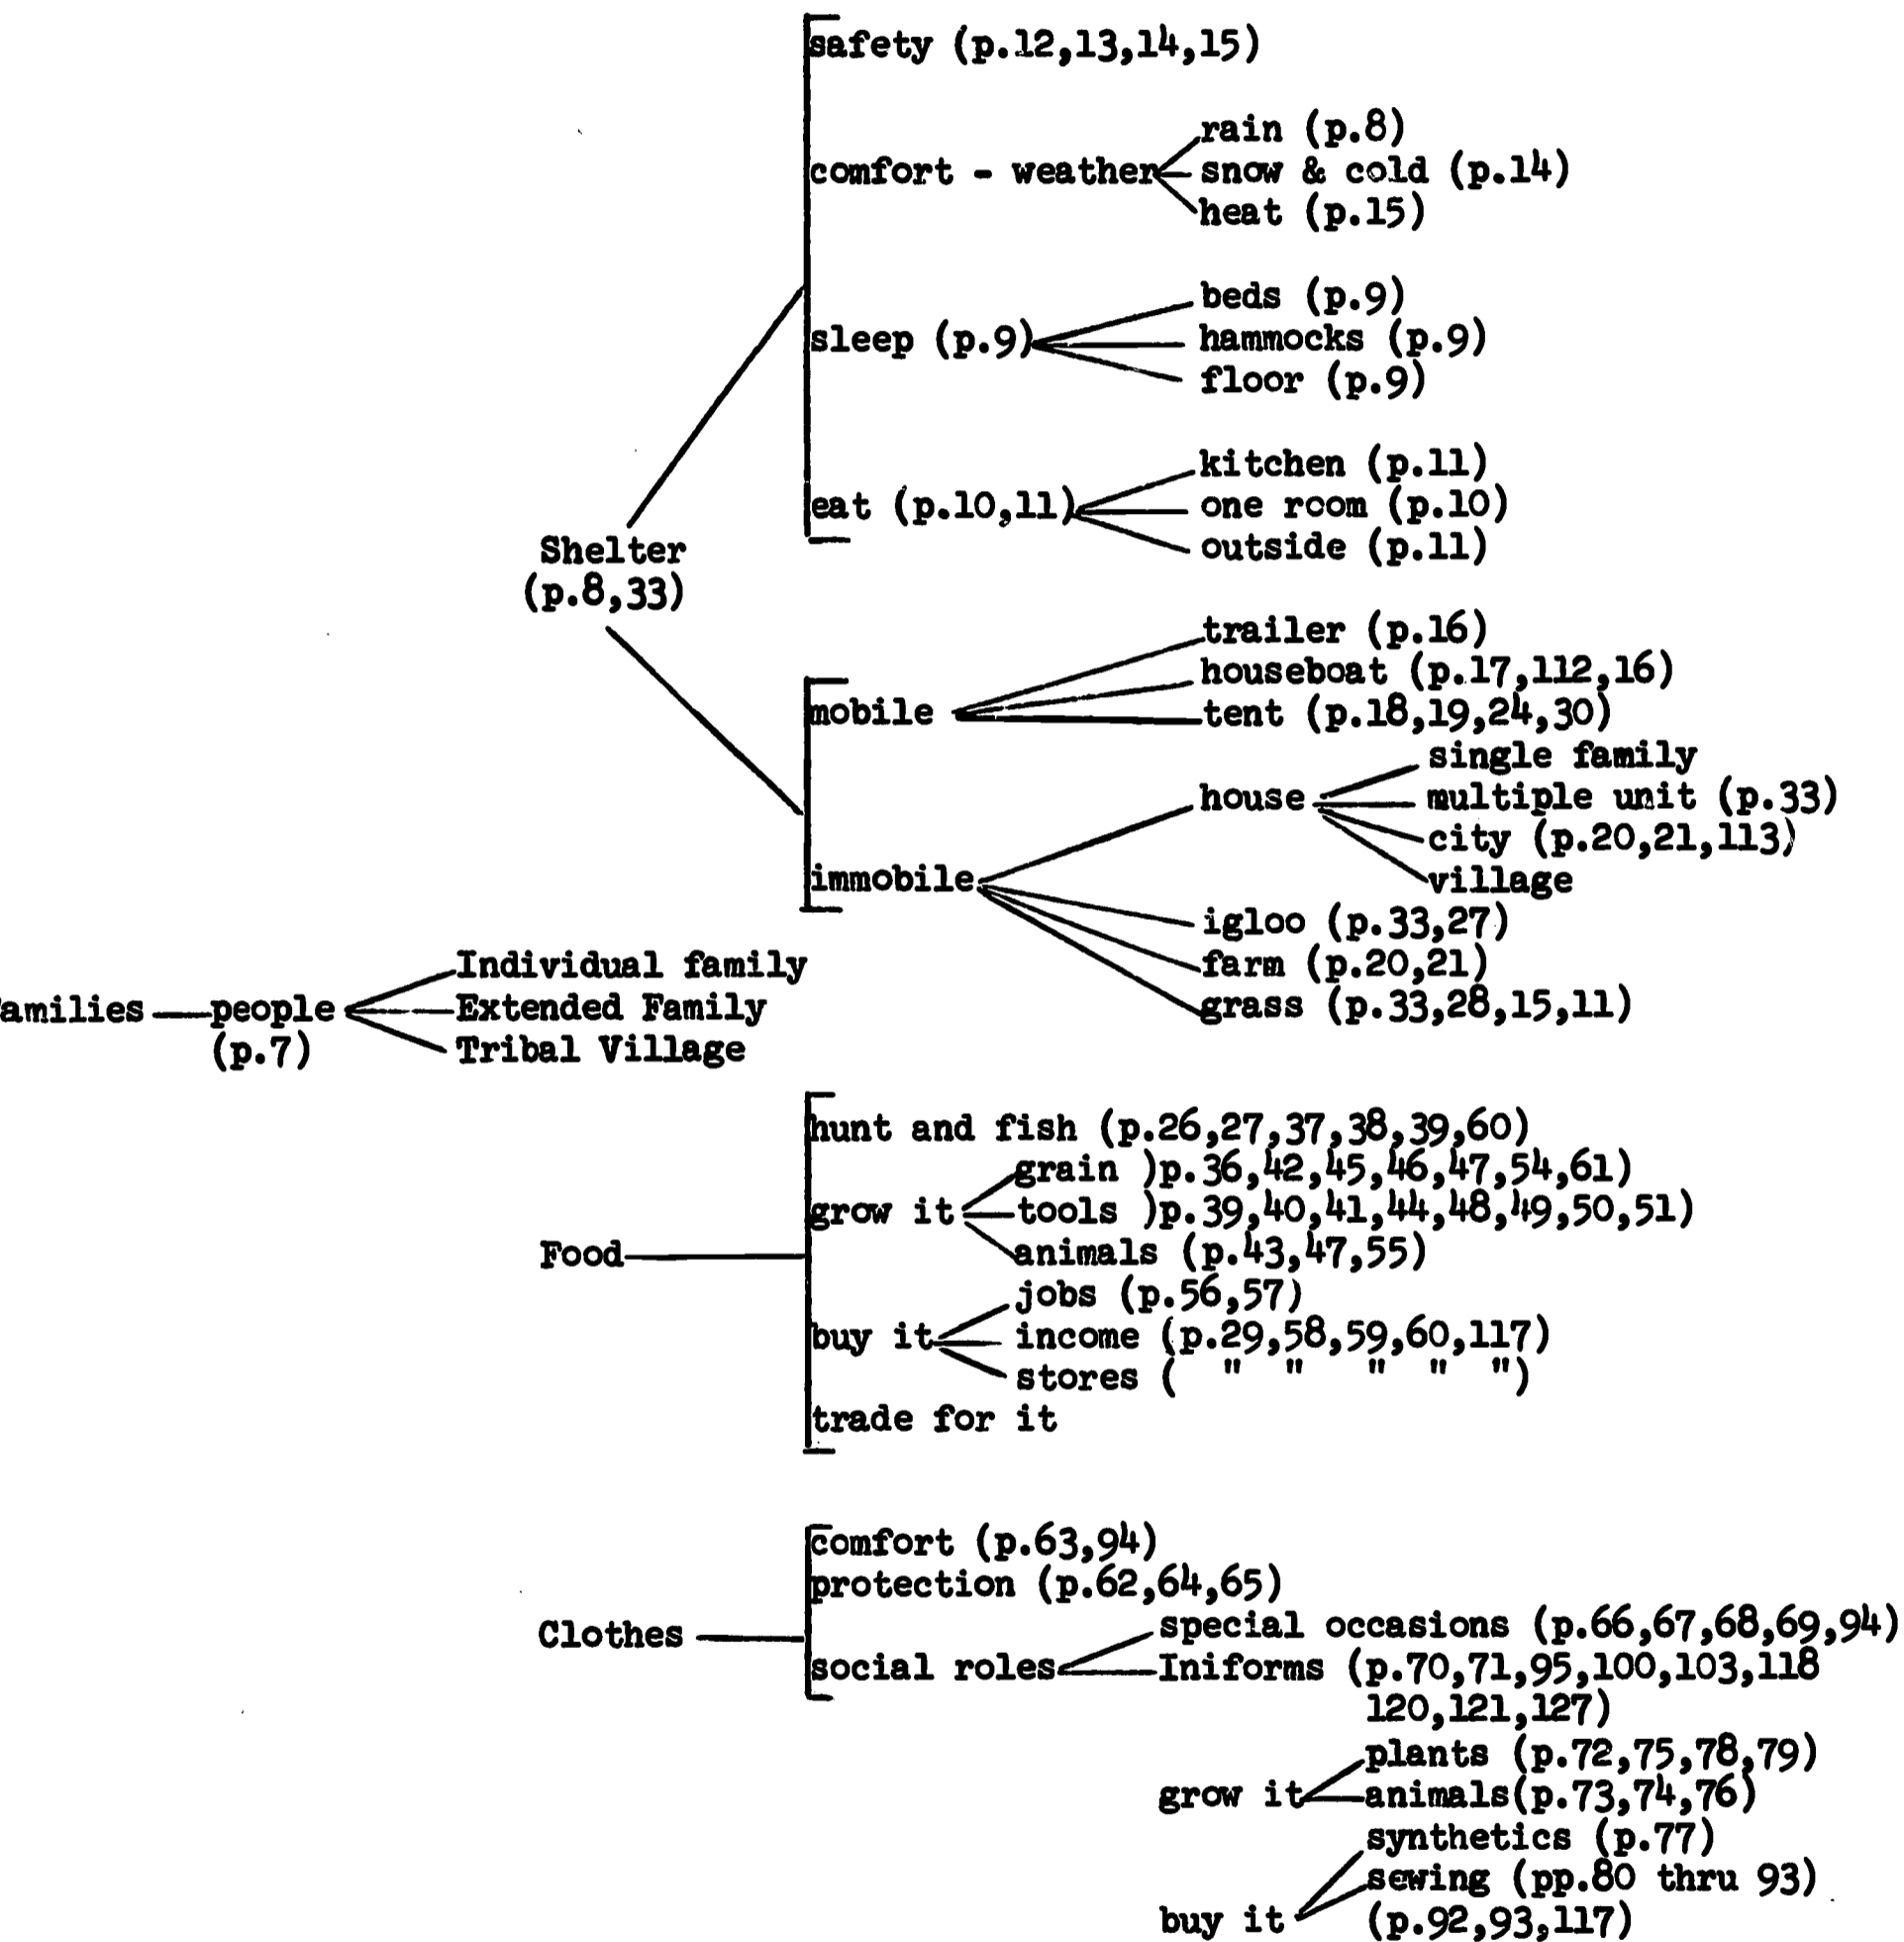 safety (p.12,13,14,15)
rain (p.8)
comfort - weather snow & cold (p.14)
heat (p.15)
beds (p.9)
sleep (p.9) hammocks (p.9)
floor (p.9)
kitchen (p.11)
eat (p.10,11) one room (p.10)
outside (p.11)
Shelter
(p.8,33)
trailer (p.16)
houseboat (p.17,112,16)
mobile tent (p.18,19,24,30)
single family
house multiple unit (p.33)
city (p.20,21,113)
immobile village
igloo (p.33,27)
farm (p.20,21)
grass (p.33,28,15,11)
Individual family
amilies people Extended Family
(p.7) Tribal Village
hunt and fish (p.26,27,37,38,39,60)
grain )p.36,42,45,46,47,54,61)
grow it tools )p.39,40,41,44,48,49,50,51)
Food animals (p.43,47,55)
jobs (p.56,57)
buy it income (p.29,58,59,60,117)
stores ( " " " " ")
trade for it
comfort (p.63,94)
protection (p.62,64,65)
Clothes special occasions (p.66,67,68,69,94)
social roles Iniforms (p.70,71,95,100,103,118
120,121,127)
plants (p.72,75,78,79)
grow it animals(p.73,74,76)
synthetics (p.77)
sewing (pp.80 thru 93)
buy it (p.92,93,117)